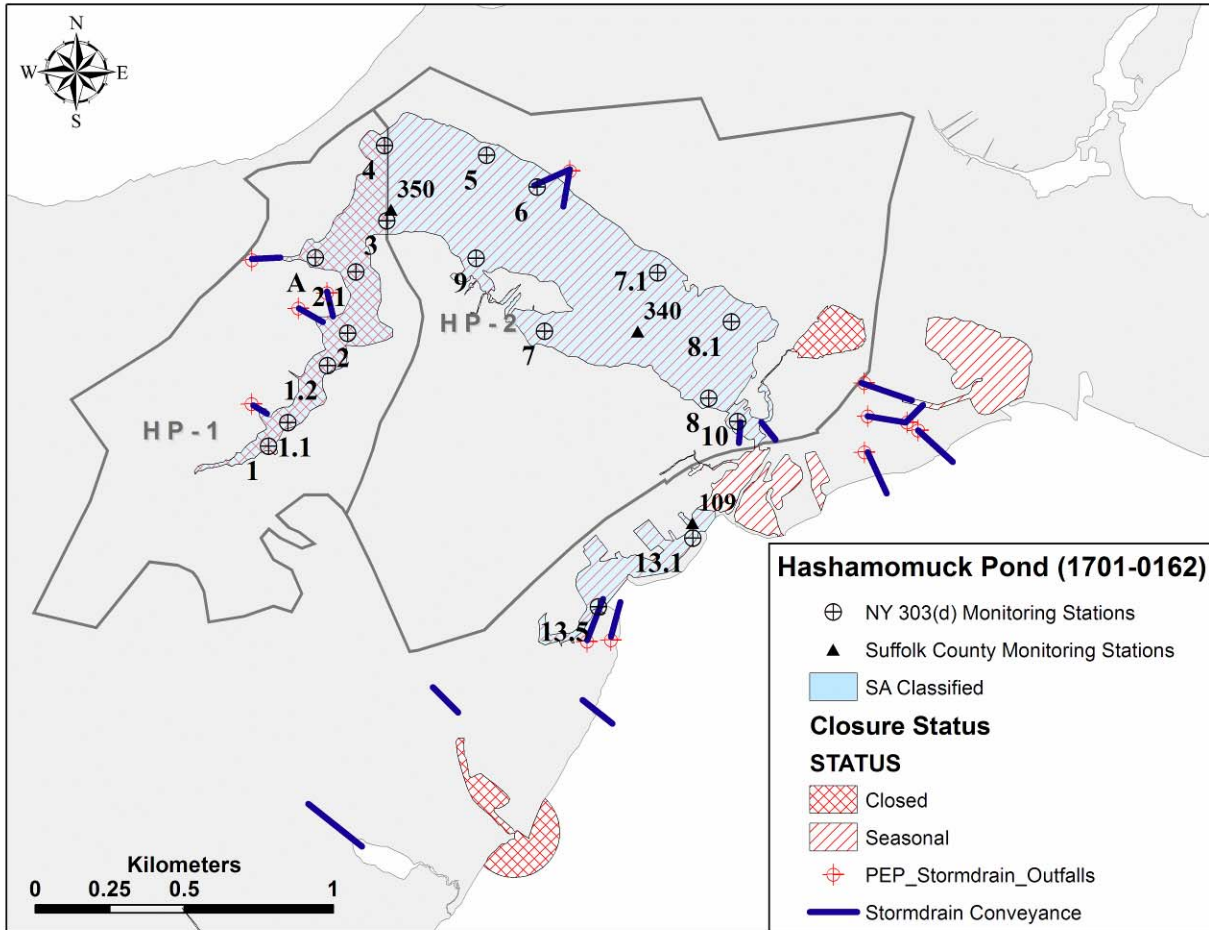 N
W E
S
4
350
5
6
3
A
2.1
9
7.1
HP-2
340
7
8.1
2
1.2
HP-1
1.1
1
8
10
109
13.1
13.5
Kilometers
0 0.25 0.5 1
Hashamomuck Pond (1701-0162)
NY 303(d) Monitoring Stations
Suffolk County Monitoring Stations
SA Classified
Closure Status
STATUS
Closed
Seasonal
PEP_Stormdrain_Outfalls
Stormdrain Conveyance